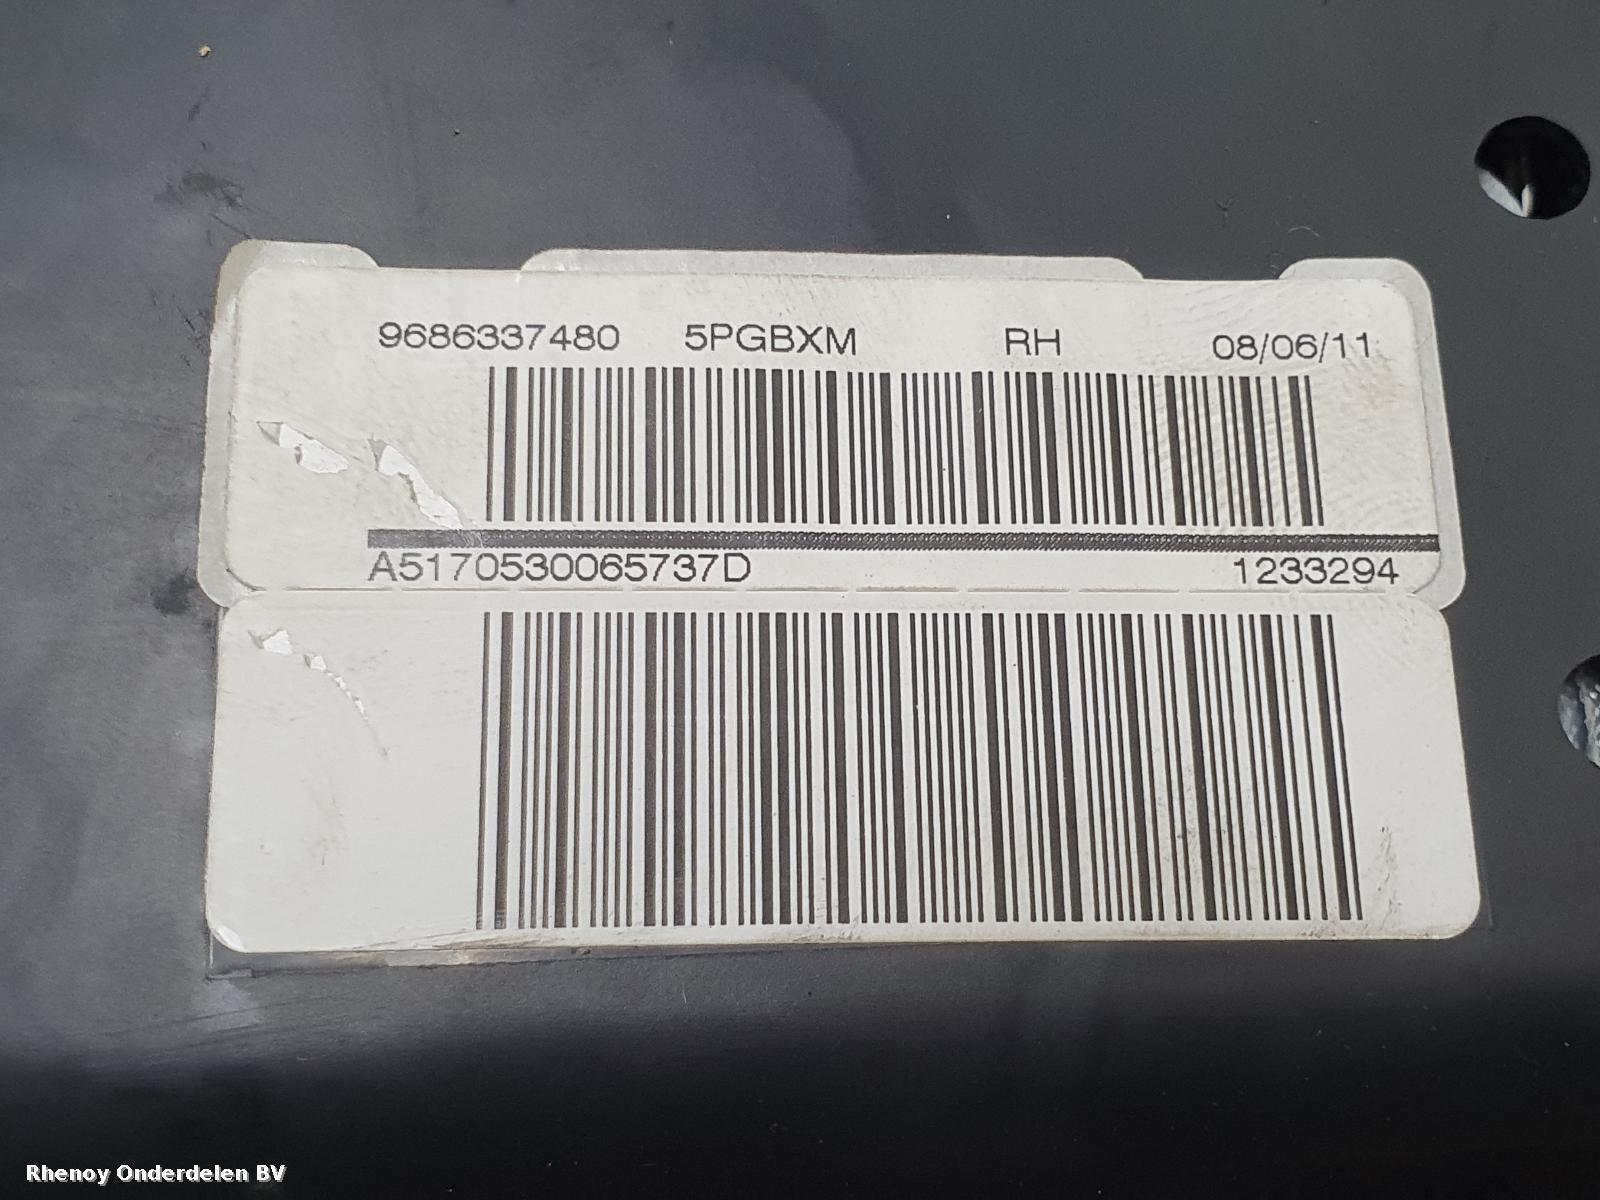 9686337480 5PGBXM RH 08/06/11
A5170530065737D 1233294
Rhenoy Onderdelen BV